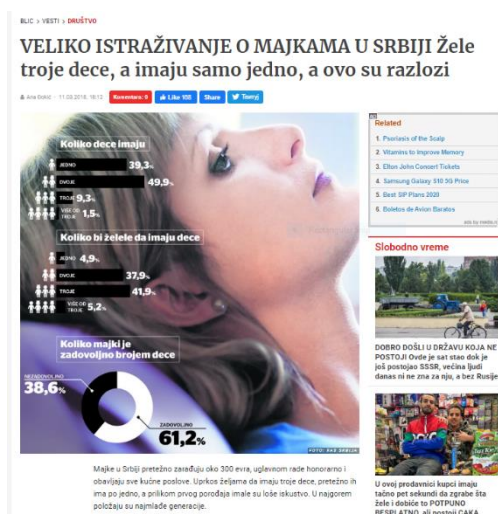 BLIC > VESTI > DRUŠTVO
VELIKO ISTRAŽIVANJE O MAJKAMA U SRBIJI Žele
troje dece, a imaju samo jedno, a ovo su razlozi
Komentara: 0
Like
Share
Tweetuj
Koliko dece imaju
JEDNO 39,3%
DVOJE 49,9%
TROJE 9,3%
VIŠE OD
TROJE 1,5%
Koliko bi želele da imaju dece
JEDNO 4,9%
DVOJE 37,9%
TROJE 41,9%
VIŠE OD
TROJE 5,2%
Koliko majki je
zadovoljno brojem dece
NEZADOVOLJNO
38,6%
ZADOVOLJNO
61,2%
FOTO: RAS SRBIJA
Majke u Srbiji pretežno zarađuju oko 300 evra, uglavnom rade honorarno i
obavljaju sve kućne poslove. Uprkos željama da imaju troje dece, pretežno ih
ima po jedno, a prilikom prvog porođaja imale su loše iskustvo. U najgorem
položaju su najmlađe generacije.
Related
1. Psoriasis of the Scalp
2. Vitamins to Improve Memory
3. Elton John Concert Tickets
4. Samsung Galaxy S10 5G Price
5. Best SIP Plans 2020
6. Boletos de Avion Baratos
Slobodno vreme
DOBRO DOŠLI U DRŽAVU KOJA NE
POSTOJI Ovde je sat stao dok je
još postojao SSSR, većina ljudi
danas ni ne zna za nju, a bez Rusije
U ovoj prodavnici kupci imaju
tačno pet sekundi da zgrabe šta
žele i dobiće to POTPUNO
BESPLATNO, ali postoji CAKA